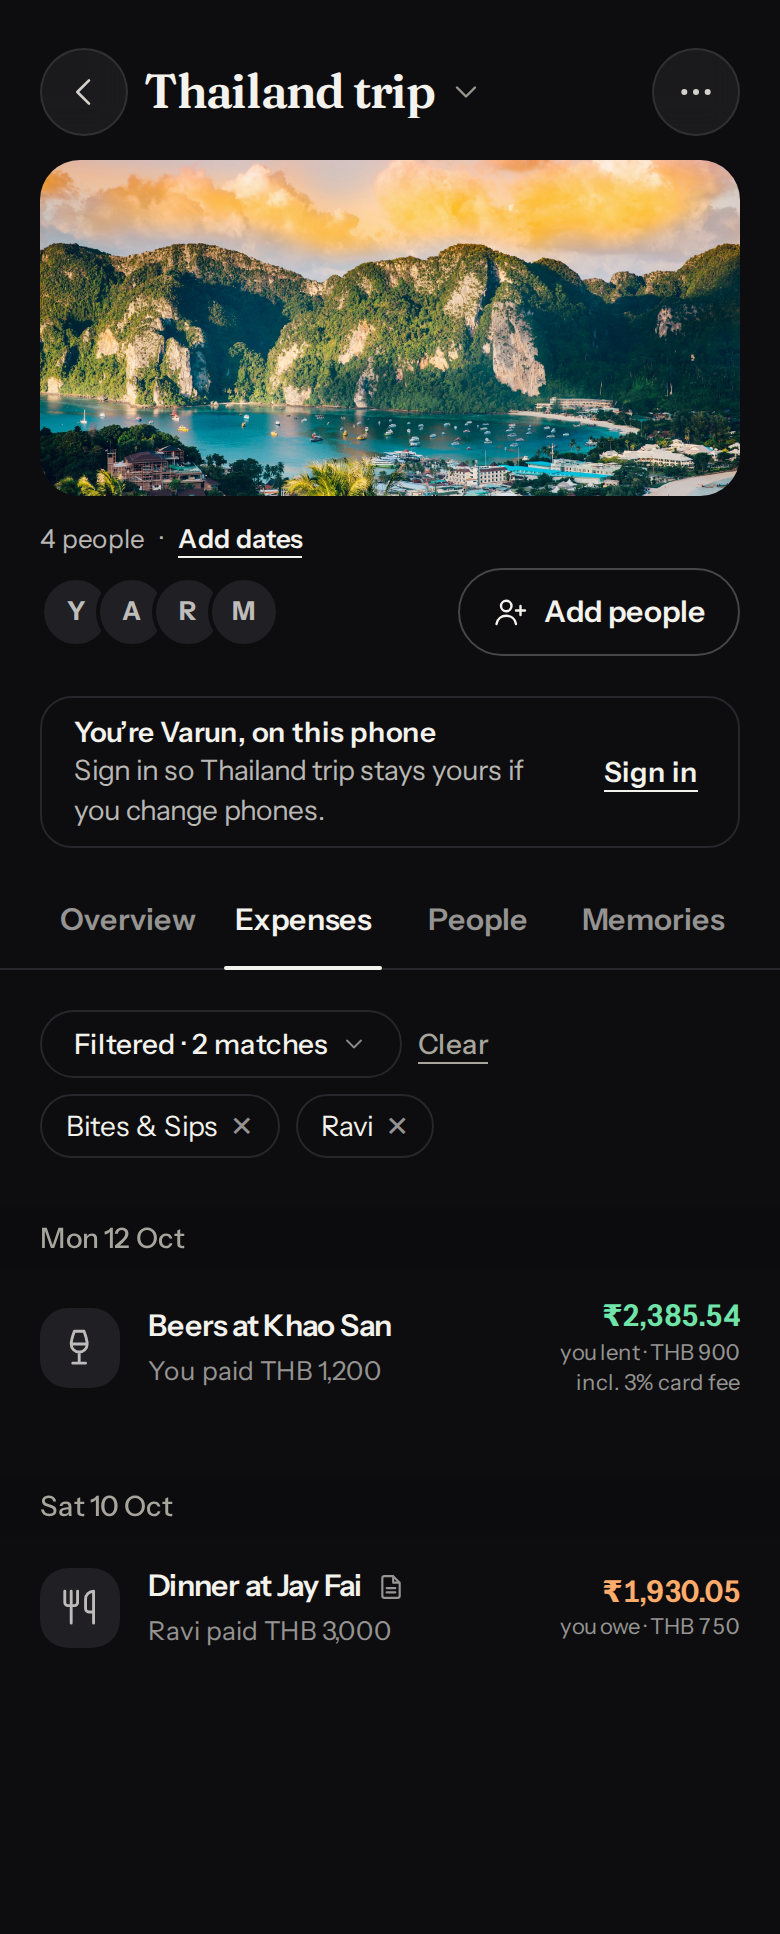 Thailand trip
4 people · Add dates
Y A R M
Add people
You’re Varun, on this phone
Sign in so Thailand trip stays yours if
you change phones.
Sign in
Overview Expenses People Memories
Filtered · 2 matches Clear
Bites & Sips × Ravi ×
Mon 12 Oct
Beers at Khao San
You paid THB 1,200
₹2,385.54
you lent · THB 900
incl. 3% card fee
Sat 10 Oct
Dinner at Jay Fai
Ravi paid THB 3,000
₹1,930.05
you owe · THB 750